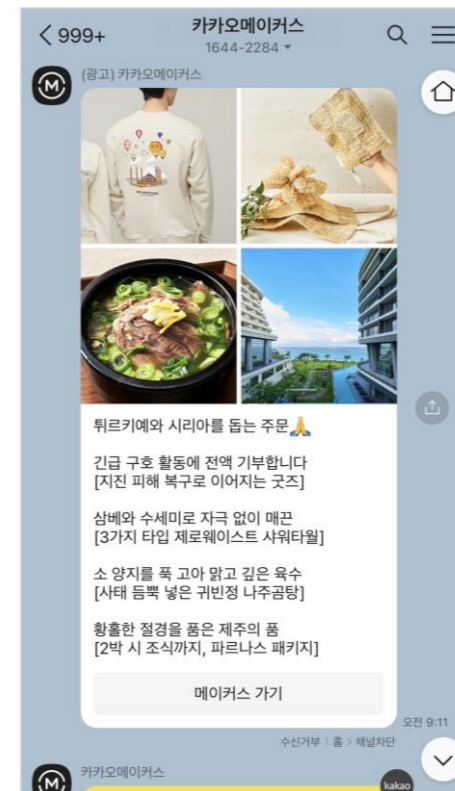 999+
카카오메이커스
1644-2284
(광고) 카카오메이커스
튀르키예와 시리아를 돕는 주문🙏
긴급 구호 활동에 전액 기부합니다
[지진 피해 복구로 이어지는 굿즈]
삼베와 수세미로 자극 없이 매끈
[3가지 타입 제로웨이스트 샤워타월]
소 양지를 푹 고아 맑고 깊은 육수
[사태 듬뿍 넣은 귀빈정 나주곰탕]
황홀한 절경을 품은 제주의 품
[2박 시 조식까지, 파르나스 패키지]
메이커스 가기
오전 9:11
수신거부 | 홈 > 채널차단
카카오메이커스
kakao